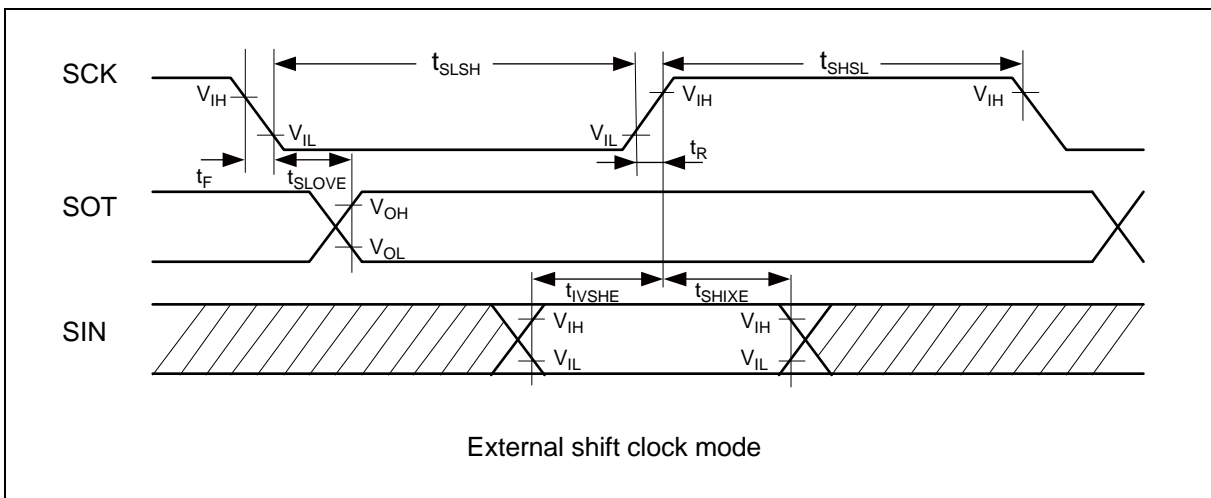 SCK
t_SLSH
t_SHSL
V_IH
V_IL
V_IL
V_IH
V_IH
t_F
t_SLOVE
t_R
SOT
V_OH
V_OL
t_IVSHE
t_SHIXE
SIN
V_IH
V_IL
V_IH
V_IL
External shift clock mode